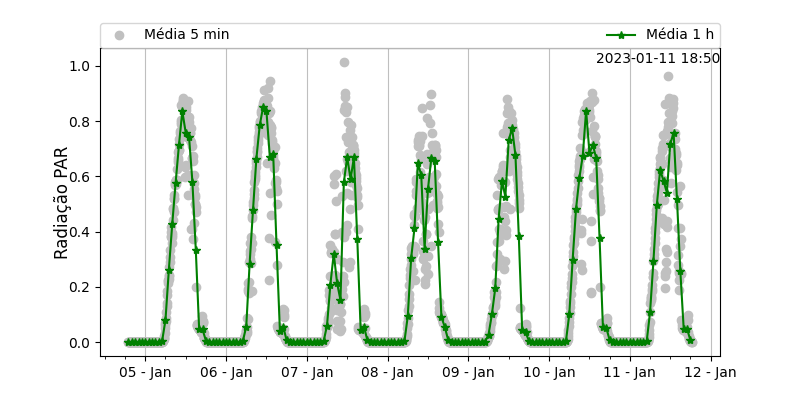 Média 5 min
Média 1 h
2023-01-11 18:50
Radiação PAR
1.0
0.8
0.6
0.4
0.2
0.0
05 - Jan
06 - Jan
07 - Jan
08 - Jan
09 - Jan
10 - Jan
11 - Jan
12 - Jan